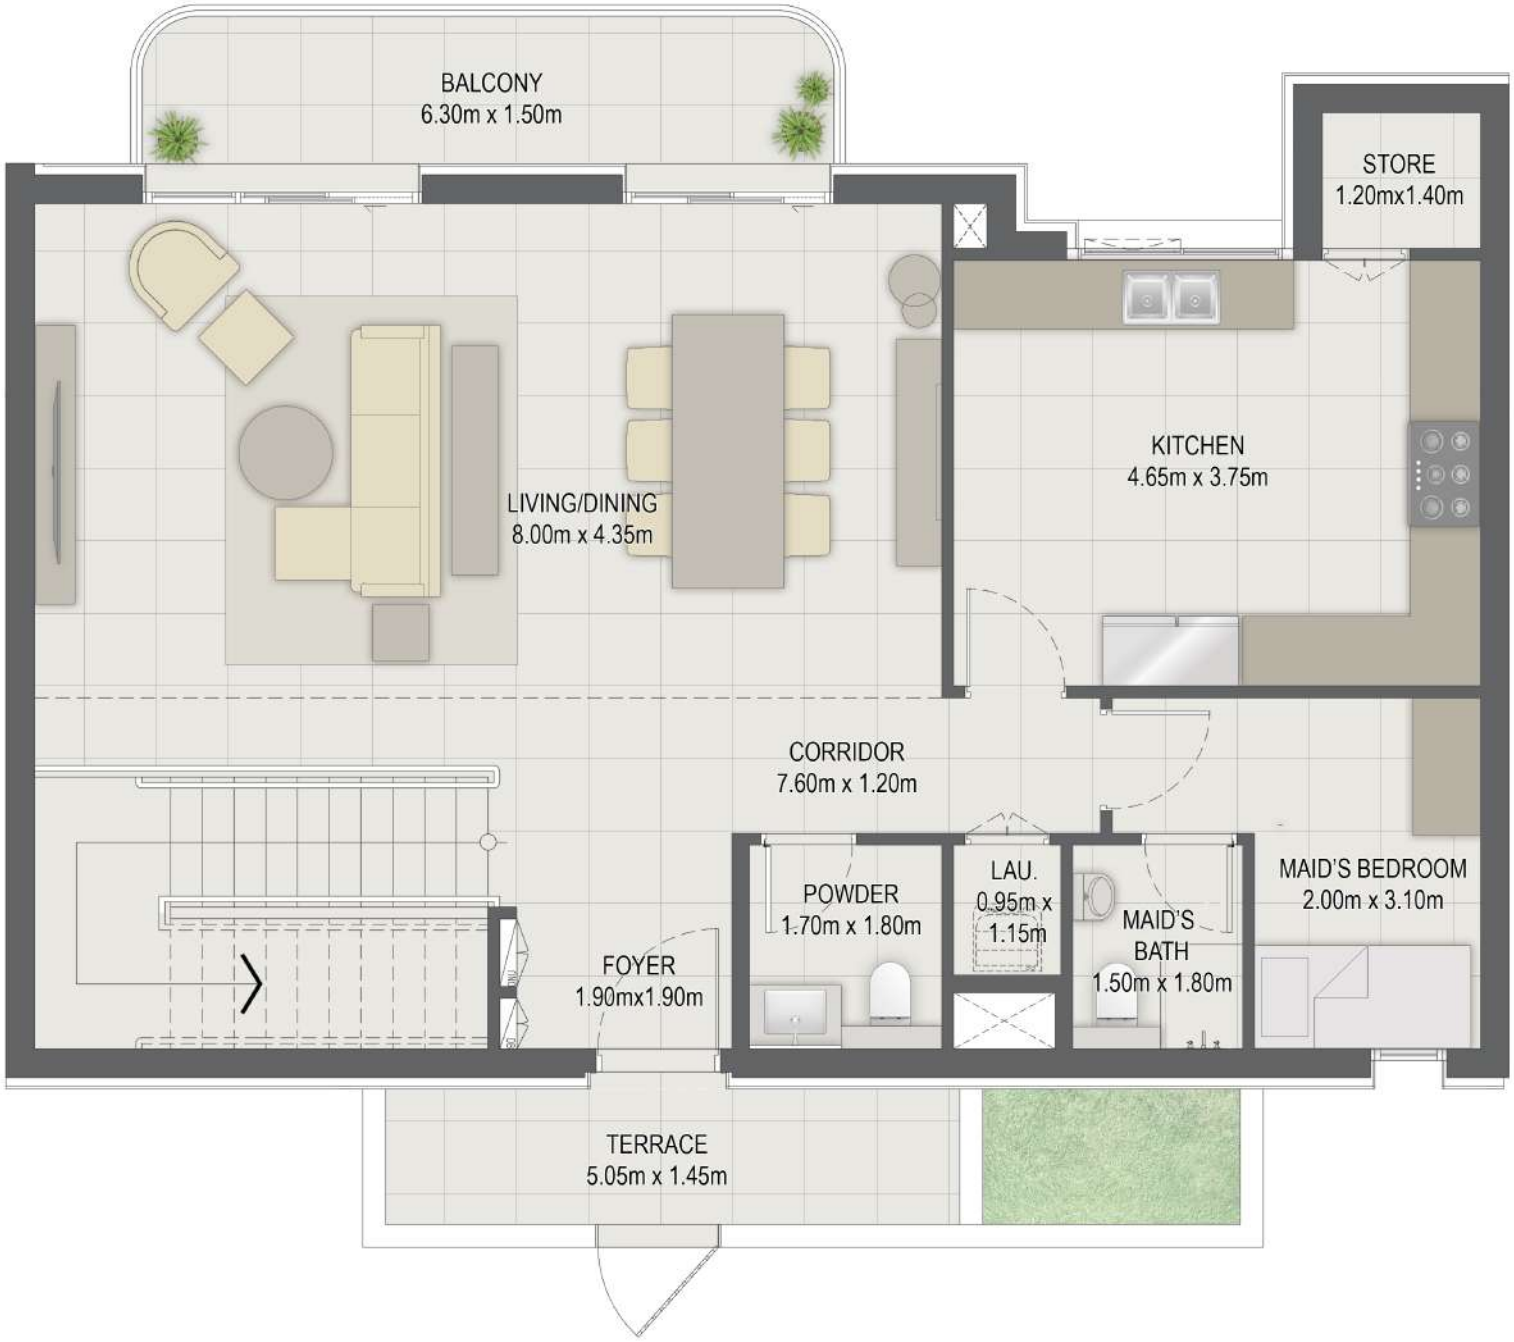 BALCONY
6.30m x 1.50m
STORE
1.20mx1.40m
KITCHEN
4.65m x 3.75m
LIVING/DINING
8.00m x 4.35m
CORRIDOR
7.60m x 1.20m
MAID'S BEDROOM
2.00m x 3.10m
LAU.
0.95m x
1.15m
POWDER
1.70m x 1.80m
MAID'S
BATH
1.50m x 1.80m
FOYER
1.90mx1.90m
TERRACE
5.05m x 1.45m